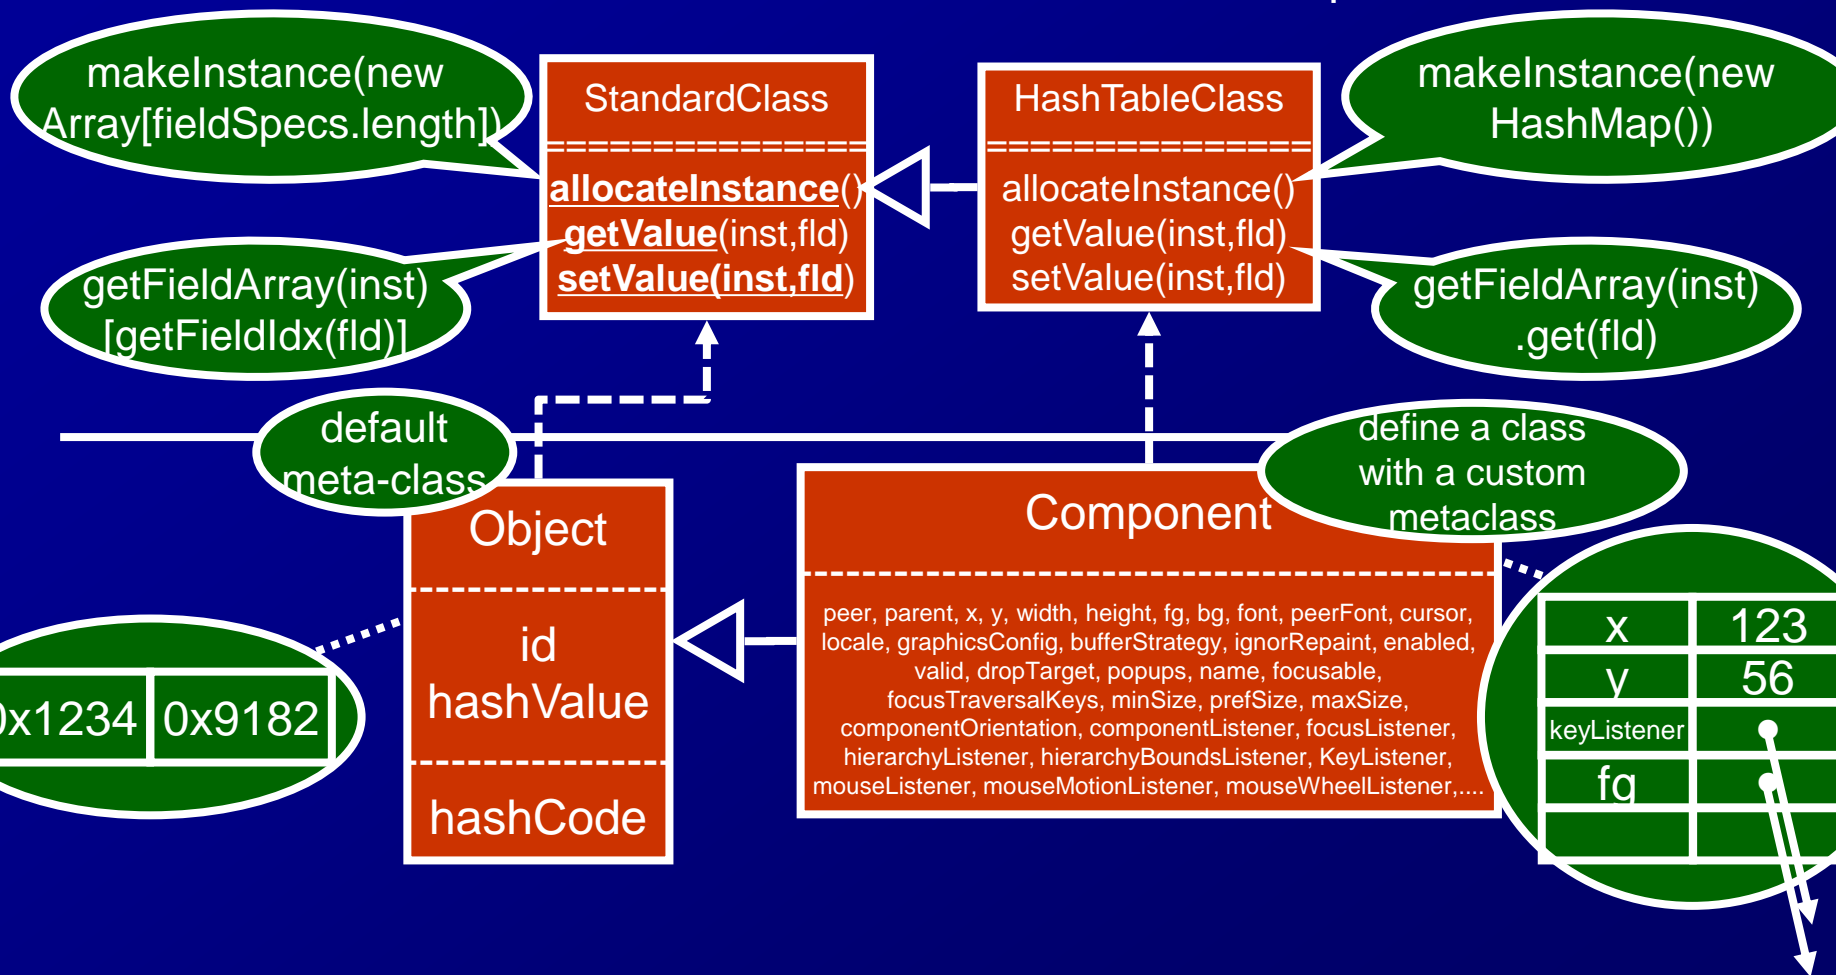 makeInstance(new
Array[fieldSpecs.length])
StandardClass
================
allocateInstance()
getValue(inst,fld)
setValue(inst,fld)
HashTableClass
================
allocateInstance()
getValue(inst,fld)
setValue(inst,fld)
makeInstance(new
HashMap())
getFieldArray(inst)
[getFieldIdx(fld)]
getFieldArray(inst)
.get(fld)
default
meta-class
define a class
with a custom
metaclass
Object
id
hashValue
hashCode
Component
peer, parent, x, y, width, height, fg, bg, font, peerFont, cursor,
locale, graphicsConfig, bufferStrategy, ignorRepaint, enabled,
valid, dropTarget, popups, name, focusable,
focusTraversalKeys, minSize, prefSize, maxSize,
componentOrientation, componentListener, focusListener,
hierarchyListener, hierarchyBoundsListener, KeyListener,
mouseListener, mouseMotionListener, mouseWheelListener,....
0x1234 0x9182
x 123
y 56
keyListener
fg